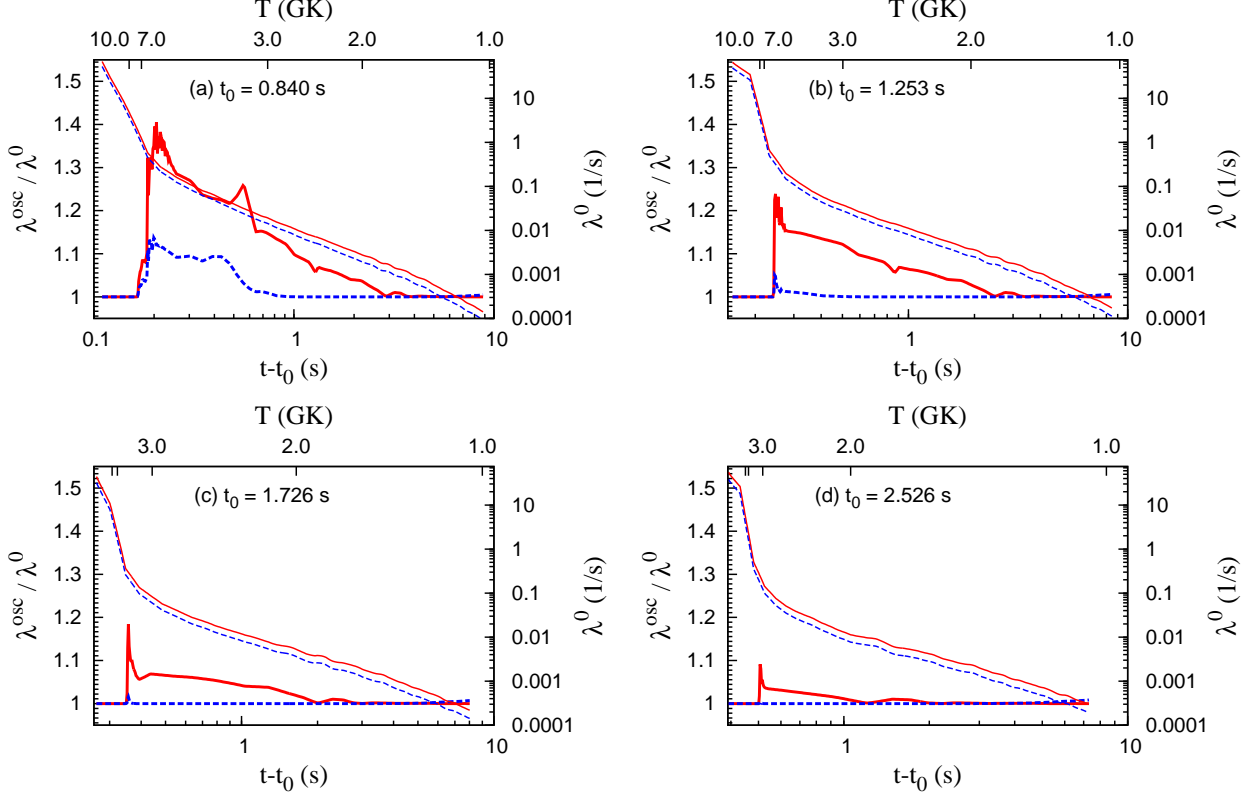 T (GK)
10.0 7.0 3.0 2.0 1.0
(a) t0 = 0.840 s
1.5
1.4
1.3
1.2
1.1
1
λosc / λ0
10
1
0.1
0.01
0.001
0.0001
λ0 (1/s)
0.1 1 10
t-t0 (s)
T (GK)
10.0 7.0 3.0 2.0 1.0
(b) t0 = 1.253 s
1.5
1.4
1.3
1.2
1.1
1
λosc / λ0
10
1
0.1
0.01
0.001
0.0001
λ0 (1/s)
1 10
t-t0 (s)
T (GK)
3.0 2.0 1.0
(c) t0 = 1.726 s
1.5
1.4
1.3
1.2
1.1
1
λosc / λ0
10
1
0.1
0.01
0.001
0.0001
λ0 (1/s)
1 10
t-t0 (s)
T (GK)
3.0 2.0 1.0
(d) t0 = 2.526 s
1.5
1.4
1.3
1.2
1.1
1
λosc / λ0
10
1
0.1
0.01
0.001
0.0001
λ0 (1/s)
1 10
t-t0 (s)